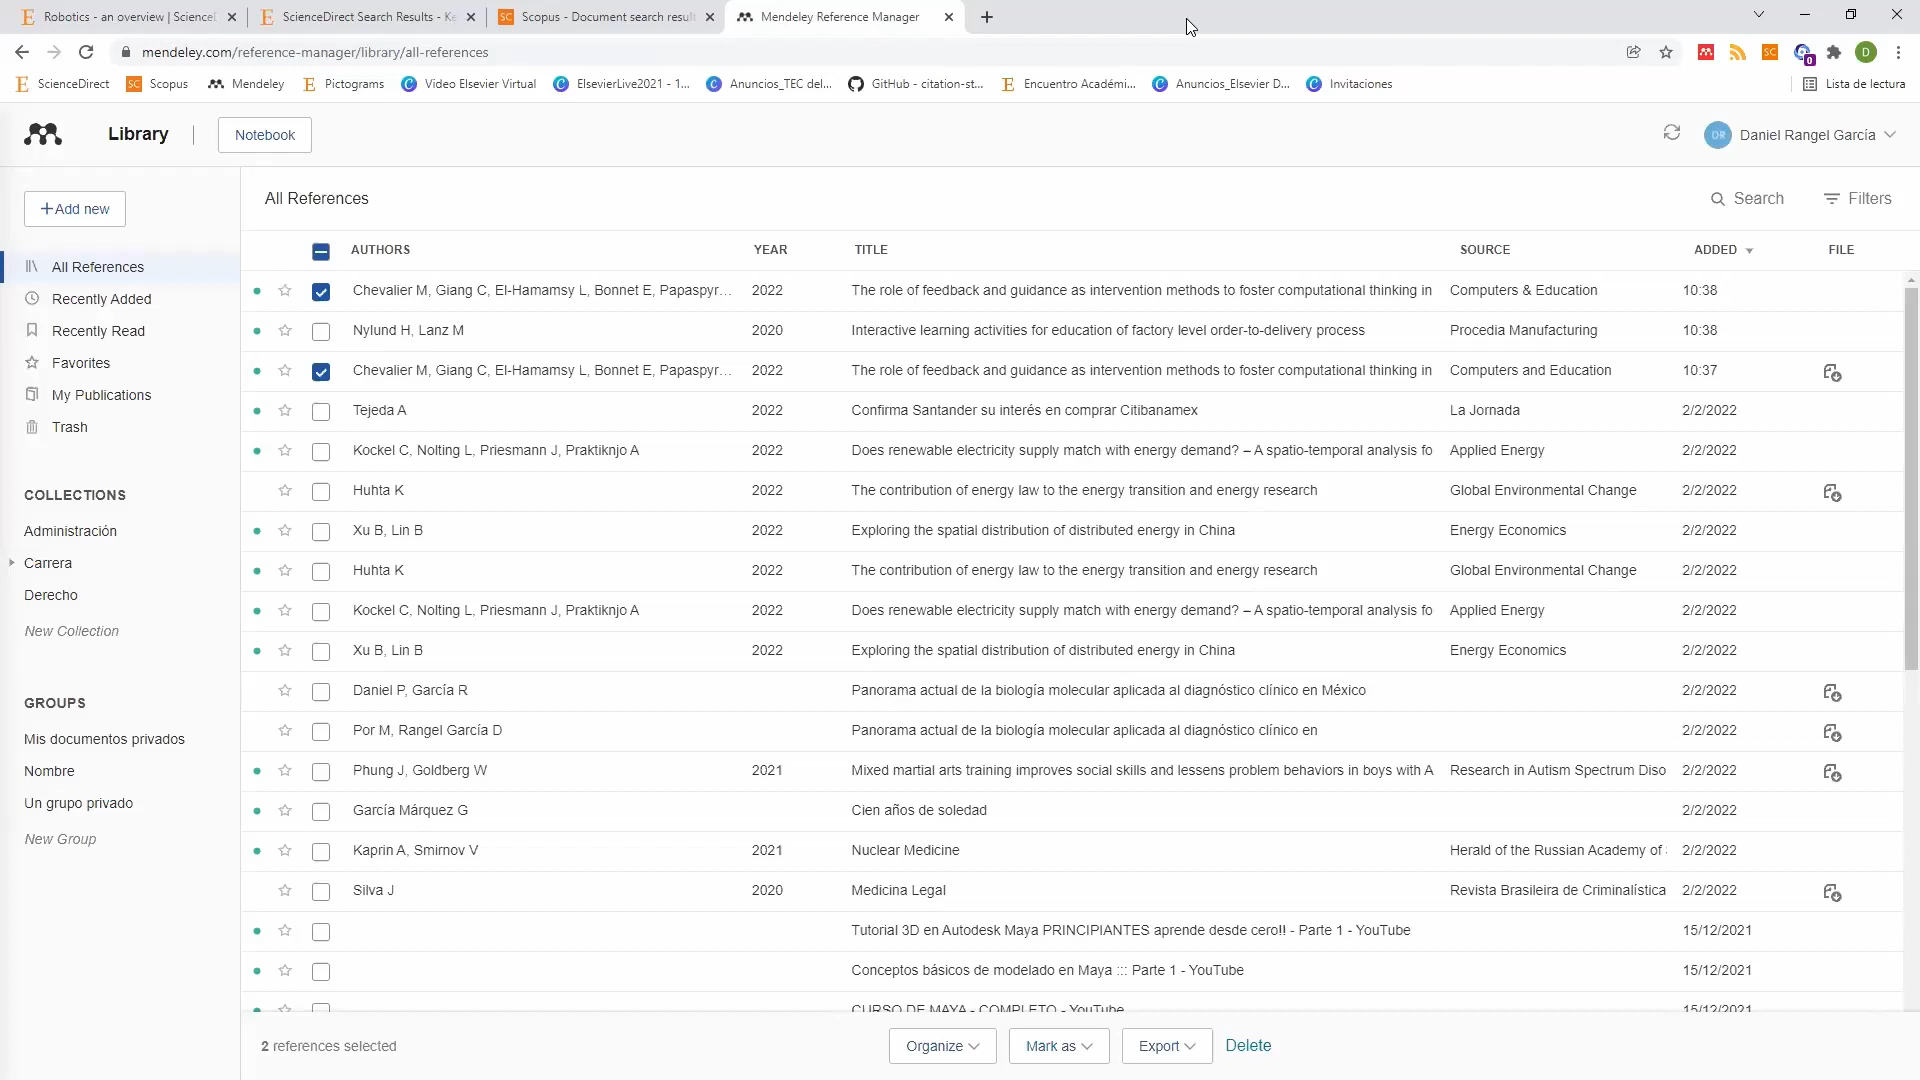 Robotics - an overview | Science
ScienceDirect Search Results - Ke
Scopus - Document search result
Mendeley Reference Manager
mendeley.com/reference-manager/library/all-references
ScienceDirect
Scopus
Mendeley
Pictograms
Video Elsevier Virtual
ElsevierLive2021 - 1...
Anuncios_TEC del...
GitHub - citation-st...
Encuentro Académi...
Anuncios_Elsevier D...
Invitaciones
Lista de lectura
Library
Notebook
DR
Daniel Rangel García
+Add new
All References
Recently Added
Recently Read
Favorites
My Publications
Trash
COLLECTIONS
Administración
Carrera
Derecho
New Collection
GROUPS
Mis documentos privados
Nombre
Un grupo privado
New Group
All References
Search
Filters
AUTHORS YEAR TITLE SOURCE ADDED FILE
Chevalier M, Giang C, El-Hamamsy L, Bonnet E, Papaspyr... 2022 The role of feedback and guidance as intervention methods to foster computational thinking in Computers & Education 10:38
Nylund H, Lanz M 2020 Interactive learning activities for education of factory level order-to-delivery process Procedia Manufacturing 10:38
Chevalier M, Giang C, El-Hamamsy L, Bonnet E, Papaspyr... 2022 The role of feedback and guidance as intervention methods to foster computational thinking in Computers and Education 10:37
Tejeda A 2022 Confirma Santander su interés en comprar Citibanamex La Jornada 2/2/2022
Kockel C, Nolting L, Priesmann J, Praktiknjo A 2022 Does renewable electricity supply match with energy demand? – A spatio-temporal analysis fo Applied Energy 2/2/2022
Huhta K 2022 The contribution of energy law to the energy transition and energy research Global Environmental Change 2/2/2022
Xu B, Lin B 2022 Exploring the spatial distribution of distributed energy in China Energy Economics 2/2/2022
Huhta K 2022 The contribution of energy law to the energy transition and energy research Global Environmental Change 2/2/2022
Kockel C, Nolting L, Priesmann J, Praktiknjo A 2022 Does renewable electricity supply match with energy demand? – A spatio-temporal analysis fo Applied Energy 2/2/2022
Xu B, Lin B 2022 Exploring the spatial distribution of distributed energy in China Energy Economics 2/2/2022
Daniel P, García R Panorama actual de la biología molecular aplicada al diagnóstico clínico en México 2/2/2022
Por M, Rangel García D Panorama actual de la biología molecular aplicada al diagnóstico clínico en 2/2/2022
Phung J, Goldberg W 2021 Mixed martial arts training improves social skills and lessens problem behaviors in boys with A Research in Autism Spectrum Diso 2/2/2022
García Márquez G Cien años de soledad 2/2/2022
Kaprin A, Smirnov V 2021 Nuclear Medicine Herald of the Russian Academy of 2/2/2022
Silva J 2020 Medicina Legal Revista Brasileira de Criminalística 2/2/2022
Tutorial 3D en Autodesk Maya PRINCIPIANTES aprende desde cero!! - Parte 1 - YouTube 15/12/2021
Conceptos básicos de modelado en Maya ::: Parte 1 - YouTube 15/12/2021
CURSO DE MAYA - COMPLETO - YouTube 15/12/2021
2 references selected
Organize
Mark as
Export
Delete